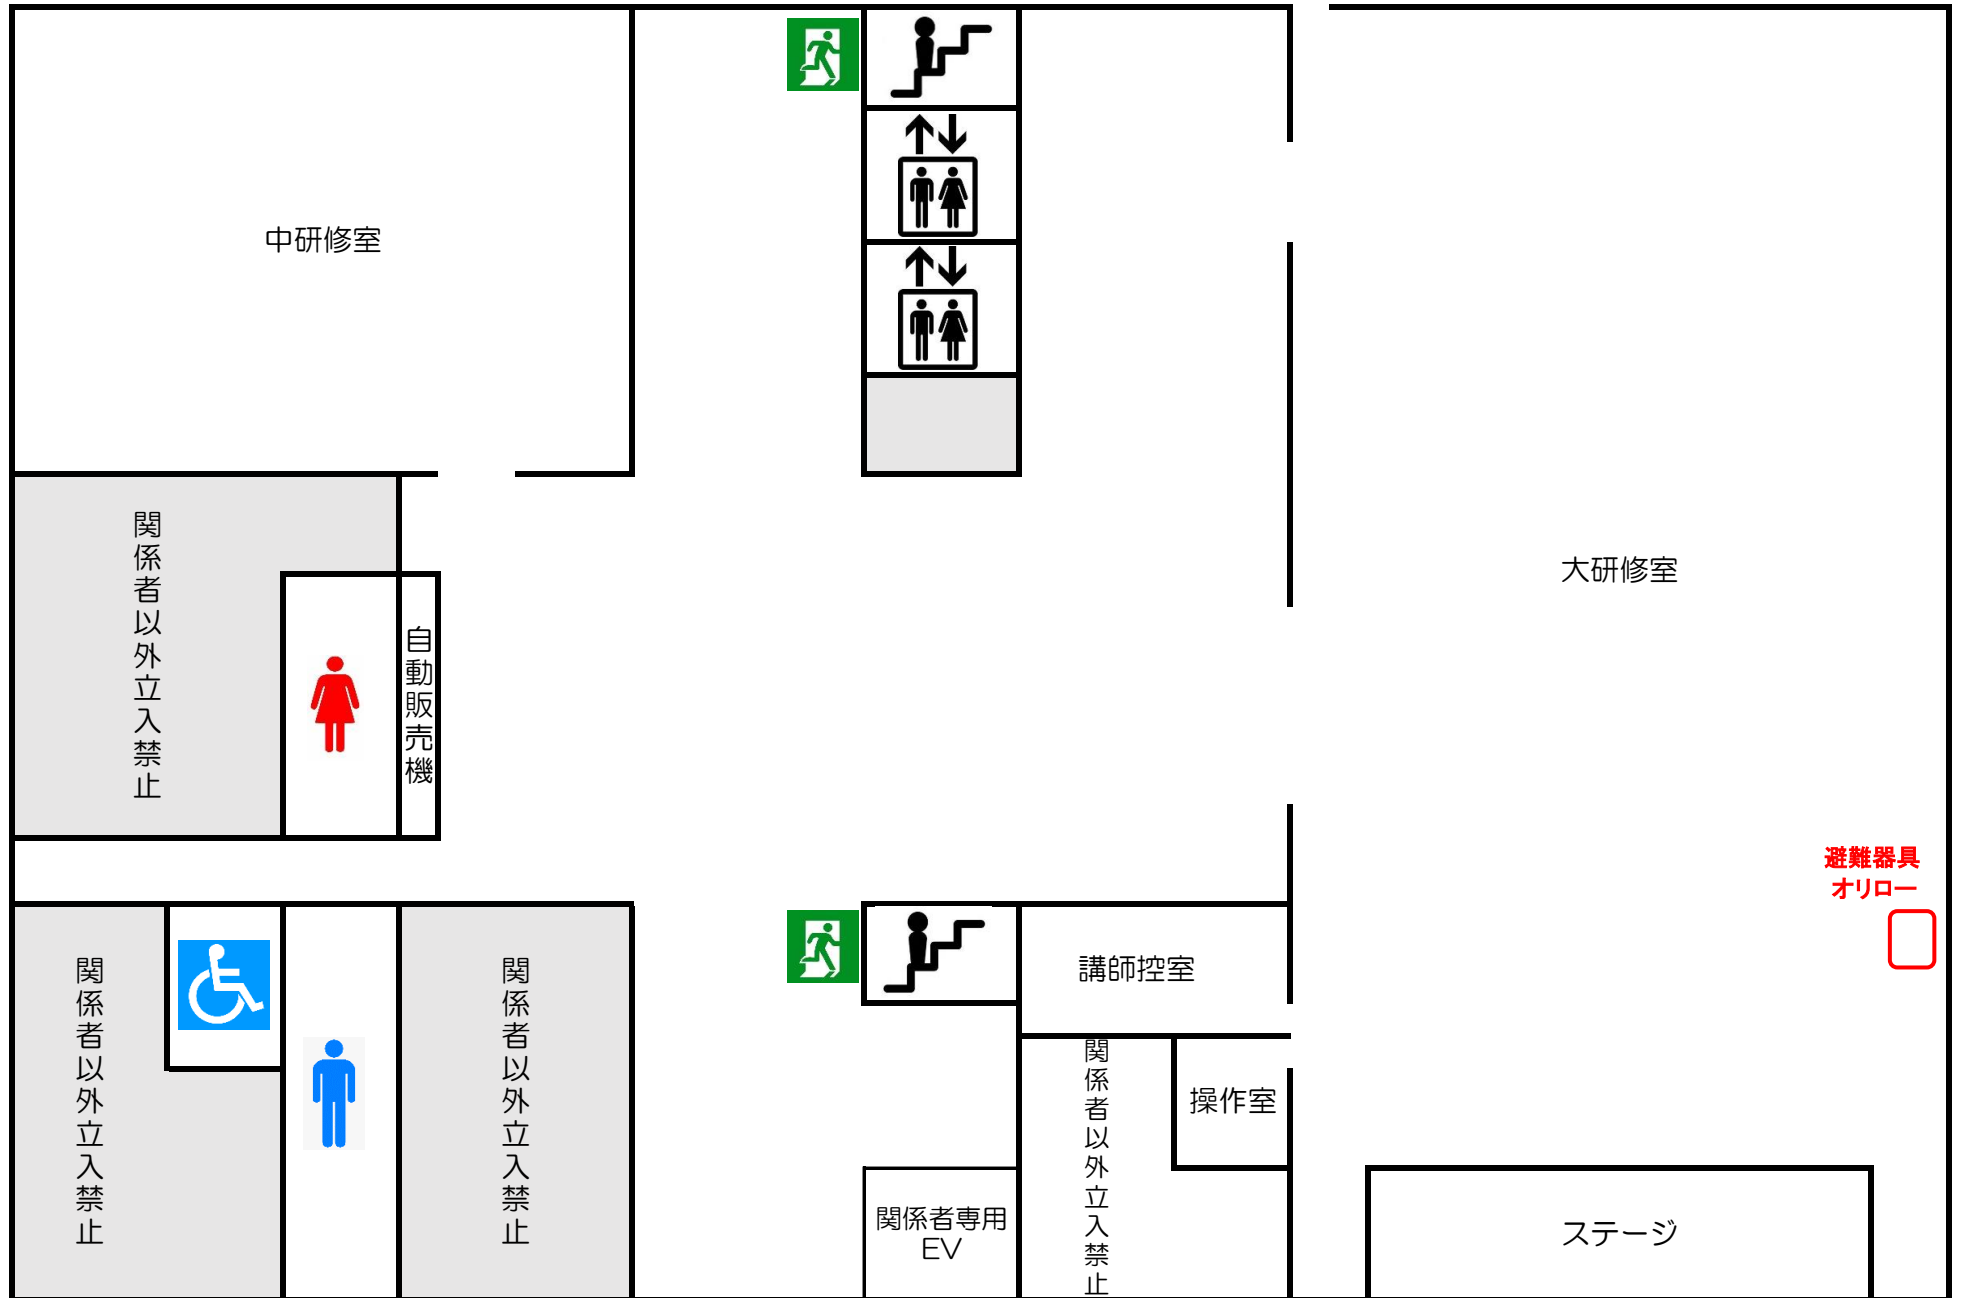 中研修室
関係者以外立入禁止
自動販売機
大研修室
避難器具
オリロー
関係者以外立入禁止
関係者以外立入禁止
講師控室
関係者以外立入禁止
操作室
関係者専用
EV
ステージ